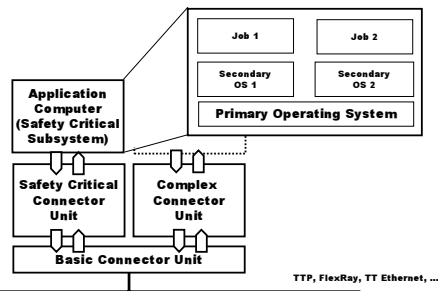 Job 1
Job 2
Secondary
OS 1
Secondary
OS 2
Primary Operating System
Application
Computer
(Safety Critical
Subsystem)
Safety Critical
Connector
Unit
Complex
Connector
Unit
Basic Connector Unit
TTP, FlexRay, TT Ethernet, ...